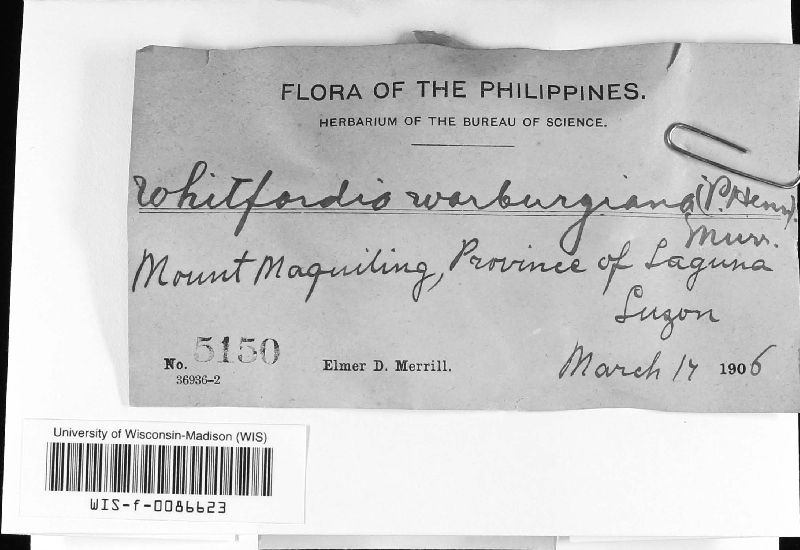 FLORA OF THE PHILIPPINES.
HERBARIUM OF THE BUREAU OF SCIENCE.
Whitfordia warburgiana (P. Henn).
Murr.
Mount Maquiling, Province of Laguna
Luzon
No. 5150 Elmer D. Merrill. March 17 1906
36936-2
University of Wisconsin-Madison (WIS)
WIS-f-0086623